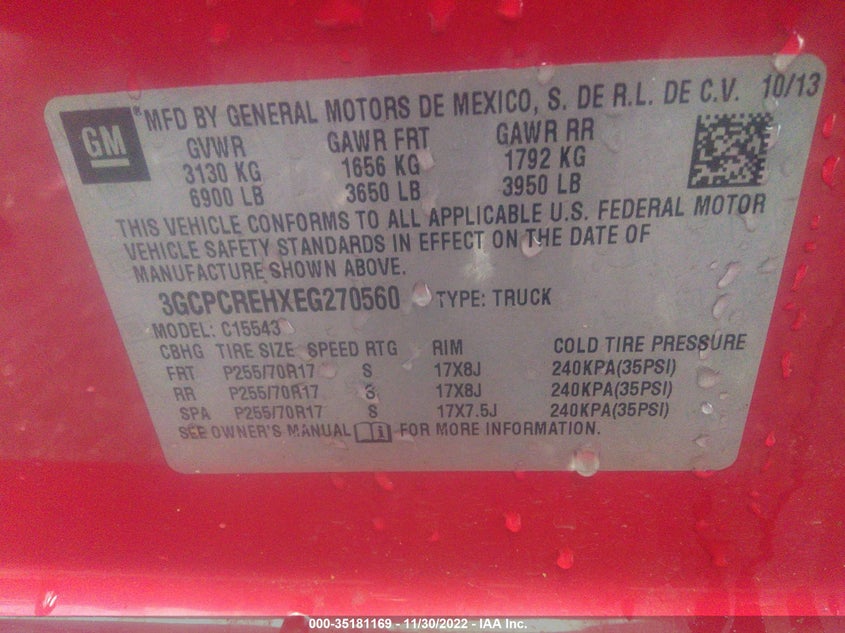 GM ® MFD BY GENERAL MOTORS DE MEXICO, S. DE R.L. DE C.V. 10/13
GVWR GAWR FRT GAWR RR
3130 KG 1656 KG 1792 KG
6900 LB 3650 LB 3950 LB
THIS VEHICLE CONFORMS TO ALL APPLICABLE U.S. FEDERAL MOTOR
VEHICLE SAFETY STANDARDS IN EFFECT ON THE DATE OF
MANUFACTURE SHOWN ABOVE.
3GCPCREHXEG270560 TYPE: TRUCK
MODEL: C15543
CBHG TIRE SIZE SPEED RTG RIM COLD TIRE PRESSURE
FRT P255/70R17 S 17X8J 240KPA(35PSI)
RR P255/70R17 S 17X8J 240KPA(35PSI)
SPA P255/70R17 S 17X7.5J 240KPA(35PSI)
SEE OWNER'S MANUAL FOR MORE INFORMATION.
000-35181169 - 11/30/2022 - IAA Inc.